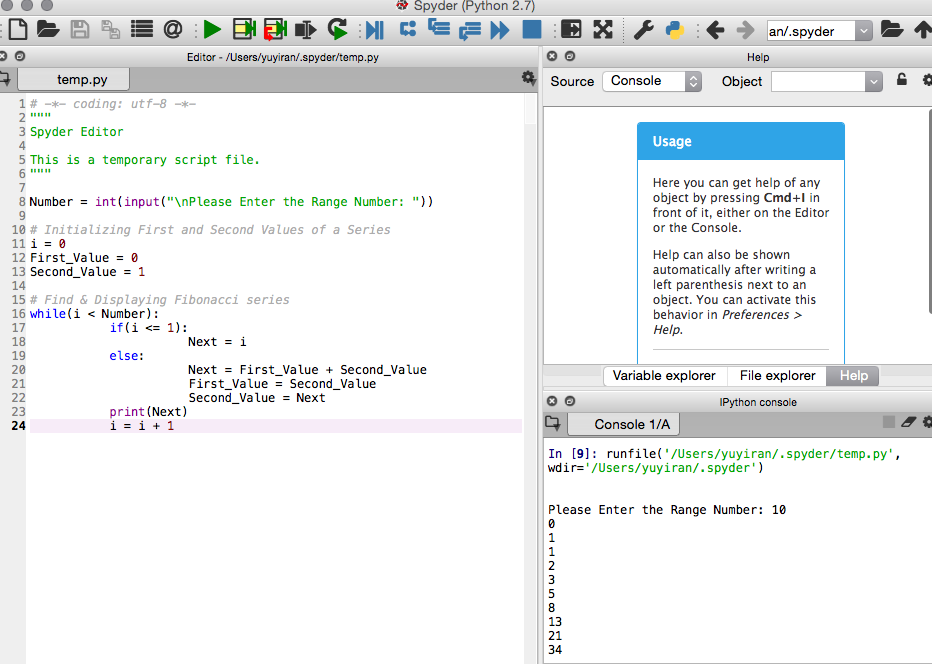 Spyder (Python 2.7)
an/.spyder
Editor - /Users/yuyiran/.spyder/temp.py
temp.py
1 # -*- coding: utf-8 -*-
2 """
3 Spyder Editor
4
5 This is a temporary script file.
6 """
7
8 Number = int(input("\nPlease Enter the Range Number: "))
9
10 # Initializing First and Second Values of a Series
11 i = 0
12 First_Value = 0
13 Second_Value = 1
14
15 # Find & Displaying Fibonacci series
16 while(i < Number):
17 if(i <= 1):
18 Next = i
19 else:
20 Next = First_Value + Second_Value
21 First_Value = Second_Value
22 Second_Value = Next
23 print(Next)
24 i = i + 1
Help
Source Console Object
Usage
Here you can get help of any
object by pressing Cmd+I in
front of it, either on the Editor
or the Console.
Help can also be shown
automatically after writing a
left parenthesis next to an
object. You can activate this
behavior in Preferences >
Help.
Variable explorer File explorer Help
IPython console
Console 1/A
In [9]: runfile('/Users/yuyiran/.spyder/temp.py',
wdir='/Users/yuyiran/.spyder')
Please Enter the Range Number: 10
0
1
1
2
3
5
8
13
21
34